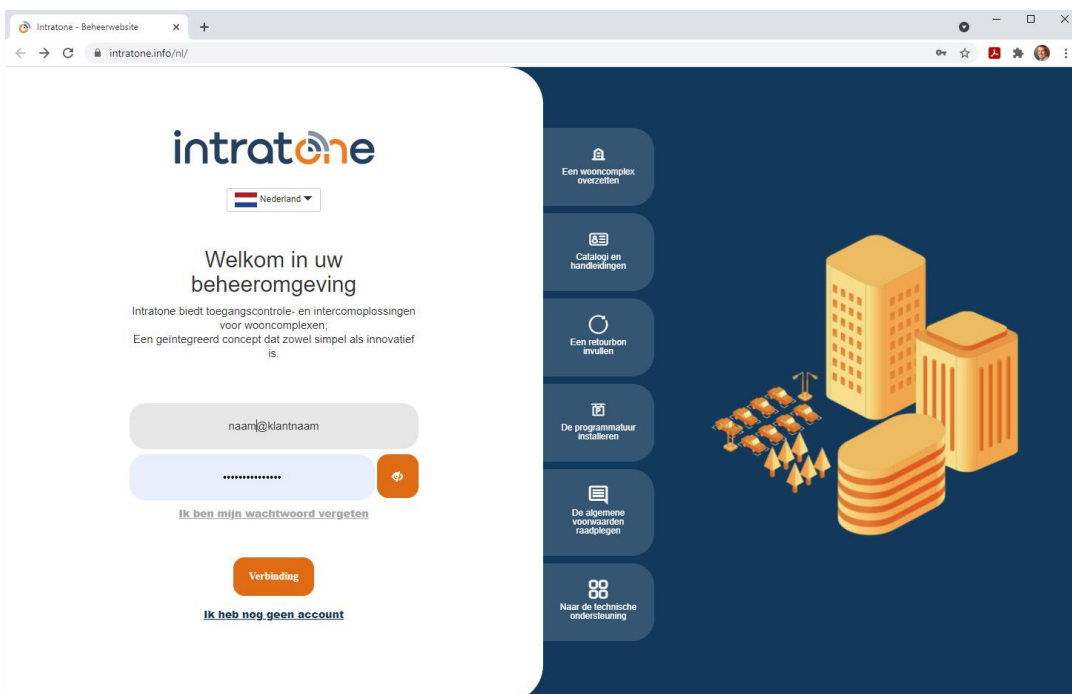 Intratone - Beheerwebsite
intratone.info/nl/
intratone
Nederland
Welkom in uw
beheeromgeving
Intratone biedt toegangscontrole- en intercomoplossingen
voor wooncomplexen;
Een geïntegreerd concept dat zowel simpel als innovatief
is.
naam@klantnaam
Ik ben mijn wachtwoord vergeten
Verbinding
Ik heb nog geen account
Een wooncomplex
overzetten
Catalogi en
handleidingen
Een retourbon
invullen
De programmatuur
installeren
De algemene
voorwaarden
raadplegen
Naar de technische
ondersteuning